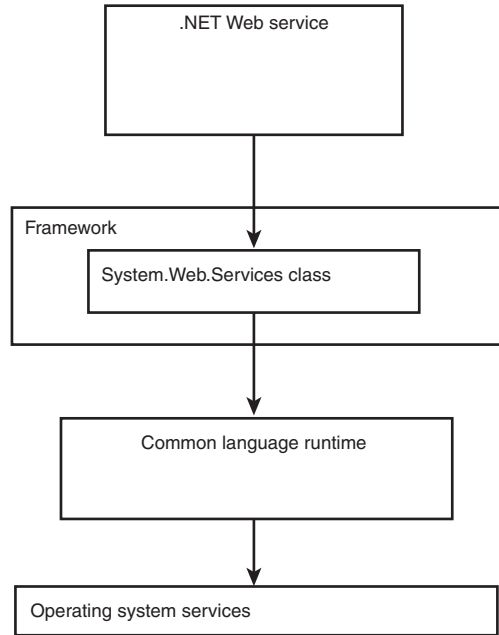 .NET Web service
Framework
System.Web.Services class
Common language runtime
Operating system services